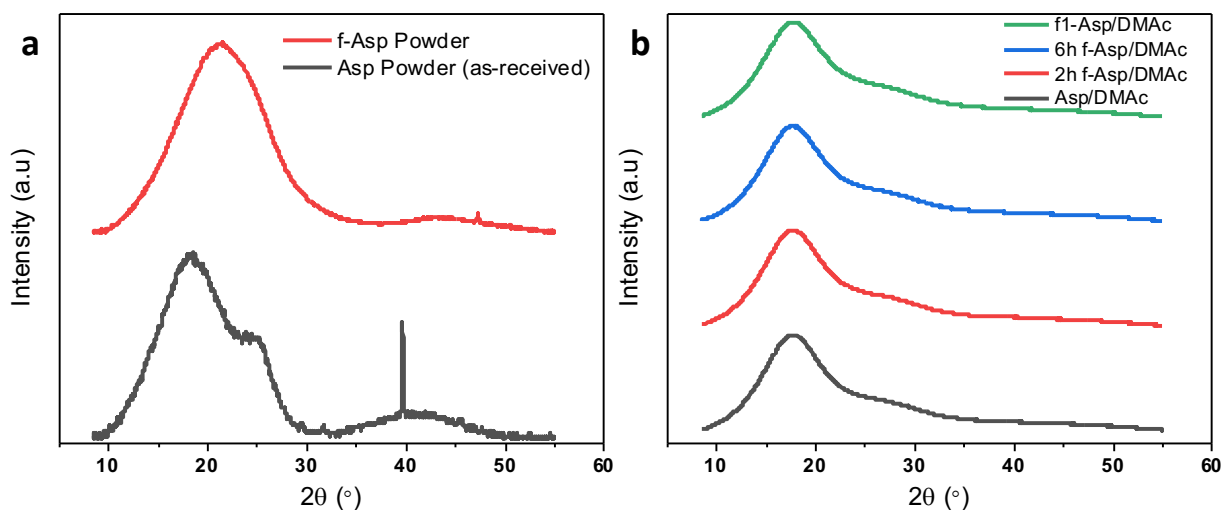 a
f-Asp Powder
Asp Powder (as-received)
Intensity (a.u)
10 20 30 40 50 60
2θ (°)
b
f1-Asp/DMAc
6h f-Asp/DMAc
2h f-Asp/DMAc
Asp/DMAc
Intensity (a.u)
10 20 30 40 50 60
2θ (°)